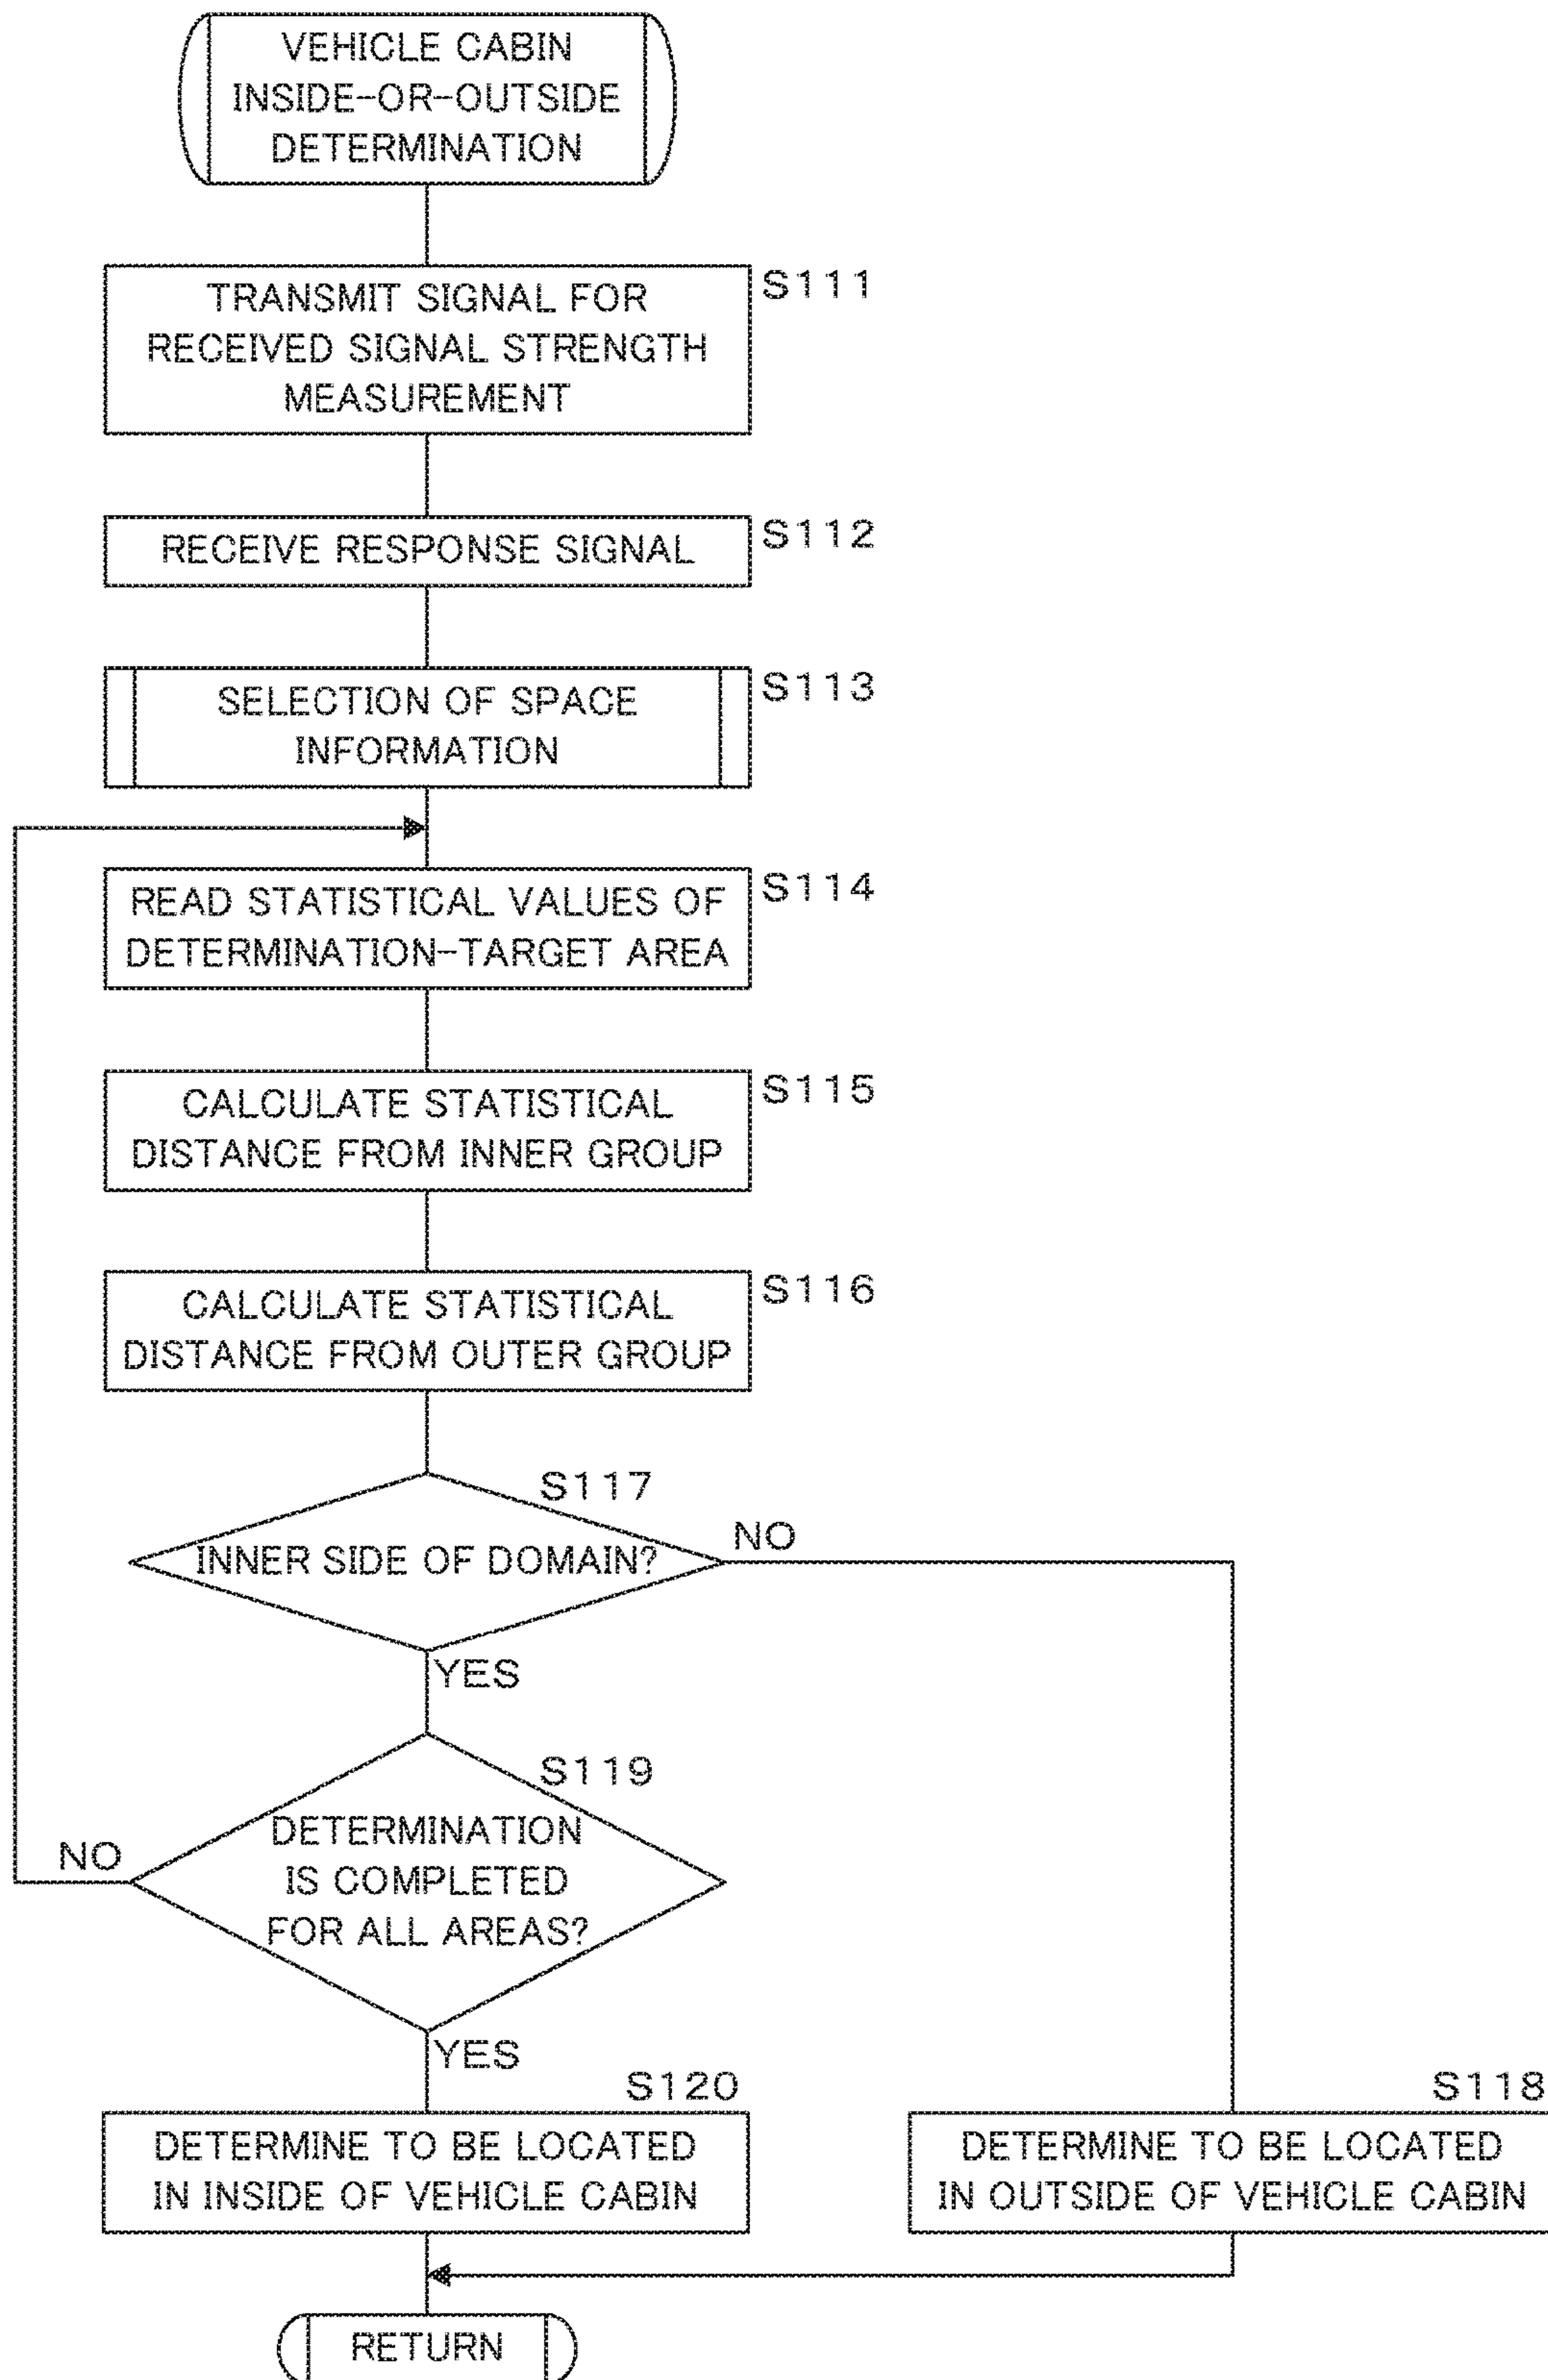 VEHICLE CABIN
INSIDE-OR-OUTSIDE
DETERMINATION
S111
TRANSMIT SIGNAL FOR
RECEIVED SIGNAL STRENGTH
MEASUREMENT
S112
RECEIVE RESPONSE SIGNAL
S113
SELECTION OF SPACE
INFORMATION
S114
READ STATISTICAL VALUES OF
DETERMINATION-TARGET AREA
S115
CALCULATE STATISTICAL
DISTANCE FROM INNER GROUP
S116
CALCULATE STATISTICAL
DISTANCE FROM OUTER GROUP
S117
INNER SIDE OF DOMAIN?
NO
YES
S119
DETERMINATION
IS COMPLETED
FOR ALL AREAS?
NO
YES
S120
DETERMINE TO BE LOCATED
IN INSIDE OF VEHICLE CABIN
S118
DETERMINE TO BE LOCATED
IN OUTSIDE OF VEHICLE CABIN
RETURN